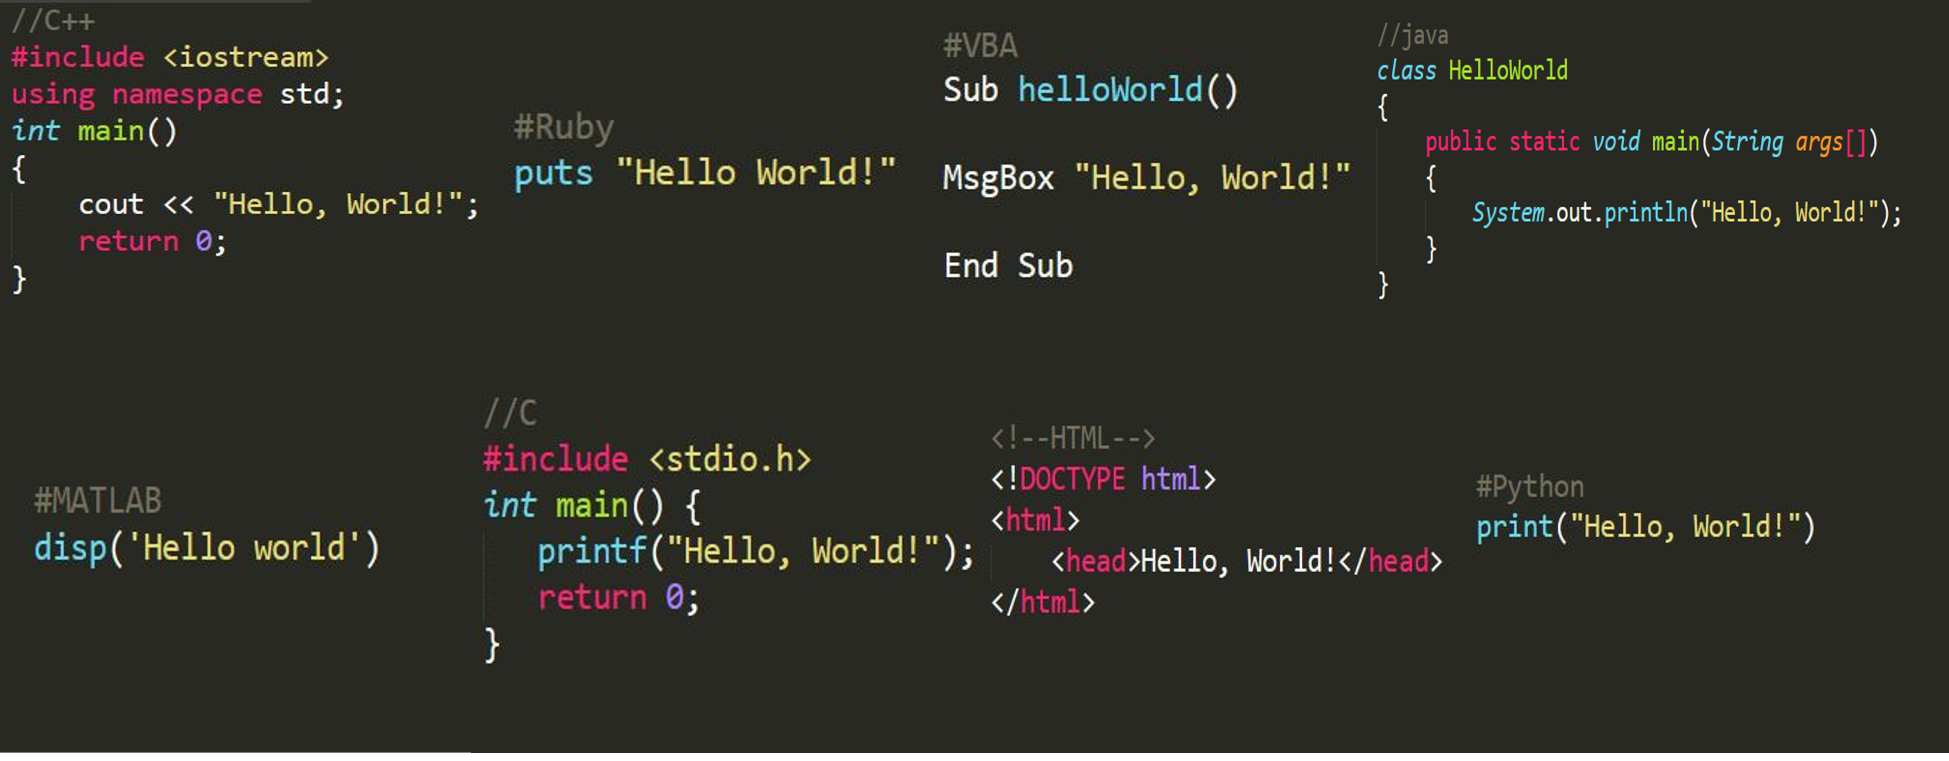 //C++
#include <iostream>
using namespace std;
int main()
{
    cout << "Hello, World!";
    return 0;
}
#Ruby
puts "Hello World!"
#VBA
Sub helloWorld()
MsgBox "Hello, World!"
End Sub
//java
class HelloWorld
{
    public static void main(String args[])
    {
        System.out.println("Hello, World!");
    }
}
#MATLAB
disp('Hello world')
//C
#include <stdio.h>
int main() {
   printf("Hello, World!");
   return 0;
}
<!--HTML-->
<!DOCTYPE html>
<html>
    <head>Hello, World!</head>
</html>
#Python
print("Hello, World!")